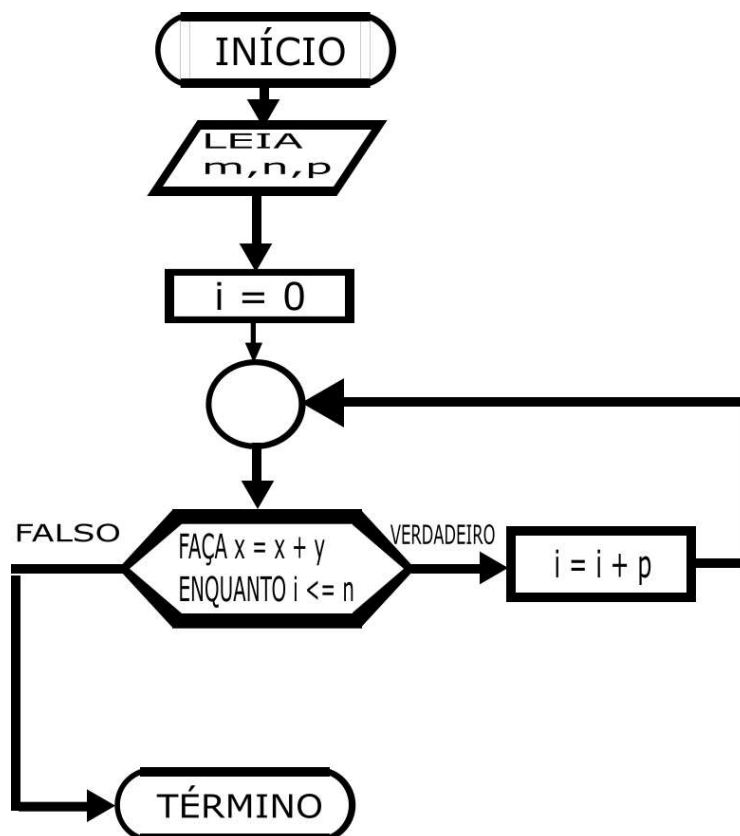 INÍCIO
LEIA
m,n,p
i = 0
FALSO
FAÇA x = x + y
ENQUANTO i <= n
VERDADEIRO
i = i + p
TÉRMINO